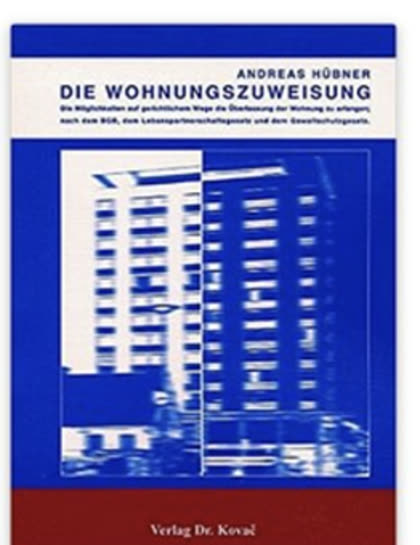 ANDREAS HÜBNER
DIE WOHNUNGSZUWEISUNG
Die Möglichkeiten auf gerichtlichem Wege die Überlassung der Wohnung zu erlangen;
nach dem BGB, dem Lebenspartnerschaftsgesetz und dem Gewaltschutzgesetz.
Verlag Dr. Kovač